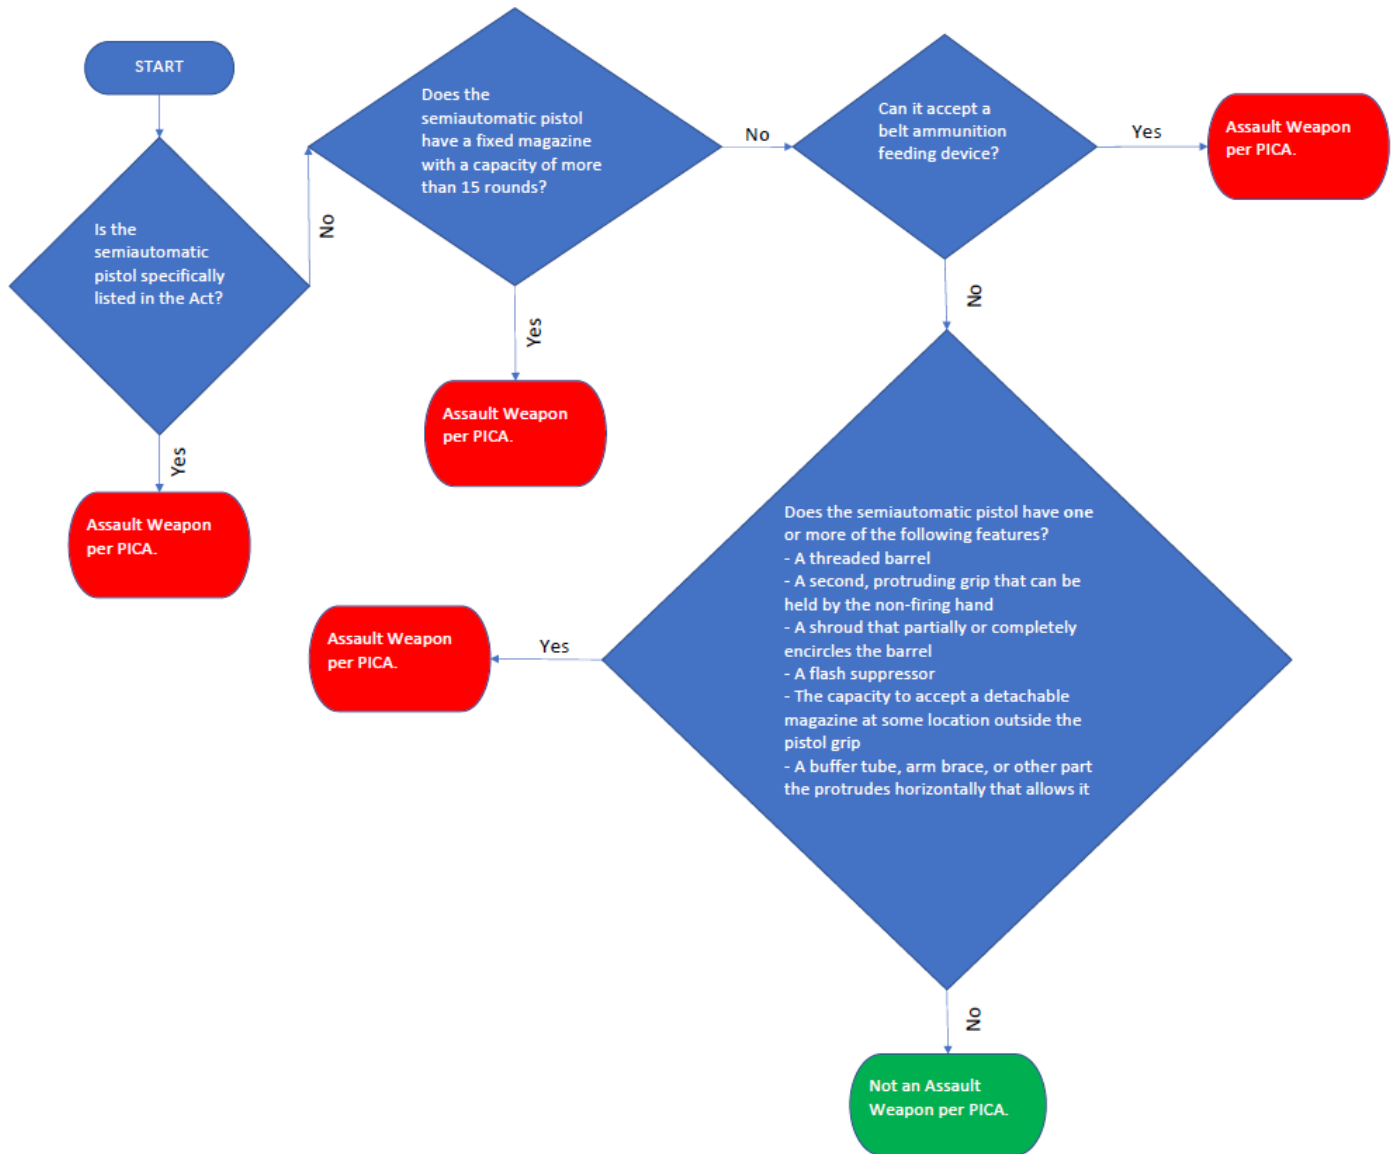 START
Is the
semiautomatic
pistol specifically
listed in the Act?
Yes
Assault Weapon
per PICA.
No
Does the
semiautomatic pistol
have a fixed magazine
with a capacity of more
than 15 rounds?
Yes
Assault Weapon
per PICA.
No
Can it accept a
belt ammunition
feeding device?
Yes
Assault Weapon
per PICA.
No
Does the semiautomatic pistol have one
or more of the following features?
- A threaded barrel
- A second, protruding grip that can be
held by the non-firing hand
- A shroud that partially or completely
encircles the barrel
- A flash suppressor
- The capacity to accept a detachable
magazine at some location outside the
pistol grip
- A buffer tube, arm brace, or other part
the protrudes horizontally that allows it
Yes
Assault Weapon
per PICA.
No
Not an Assault
Weapon per PICA.